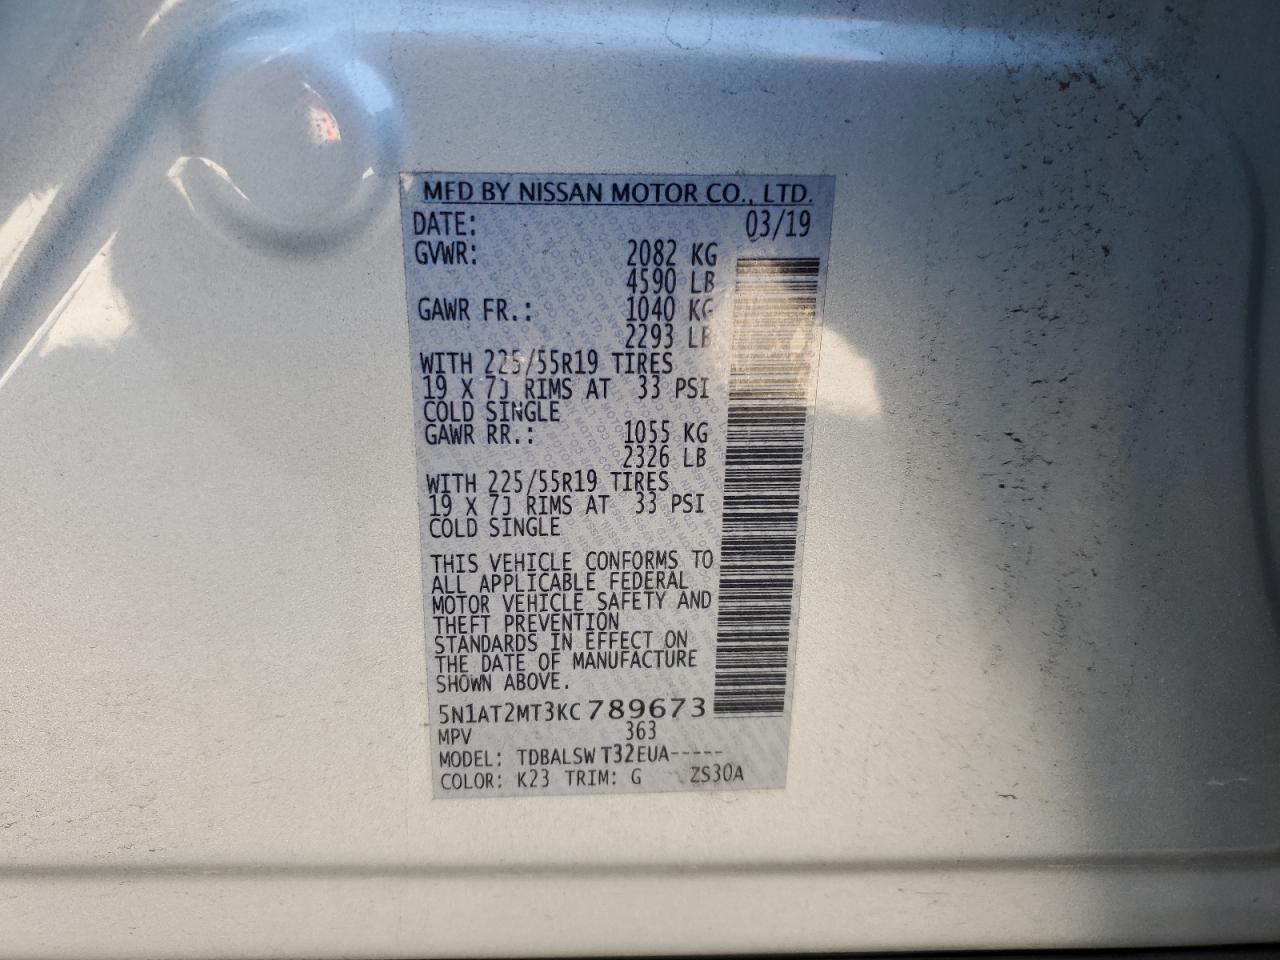 MFD BY NISSAN MOTOR CO., LTD.
DATE: 03/19
GVWR: 2082 KG
4590 LB
GAWR FR.: 1040 KG
2293 LB
WITH 225/55R19 TIRES
19 X 7J RIMS AT 33 PSI
COLD SINGLE
GAWR RR.: 1055 KG
2326 LB
WITH 225/55R19 TIRES
19 X 7J RIMS AT 33 PSI
COLD SINGLE
THIS VEHICLE CONFORMS TO
ALL APPLICABLE FEDERAL
MOTOR VEHICLE SAFETY AND
THEFT PREVENTION
STANDARDS IN EFFECT ON
THE DATE OF MANUFACTURE
SHOWN ABOVE.
5N1AT2MT3KC789673
MPV 363
MODEL: TDBALSW T32EUA-----
COLOR: K23 TRIM: G ZS30A